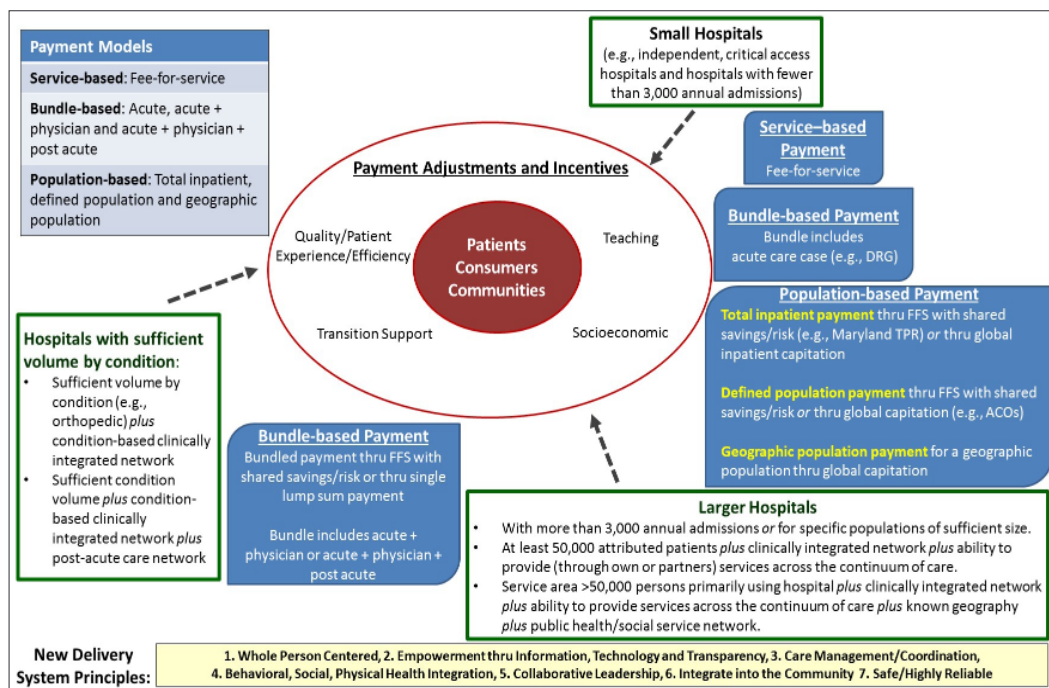 Payment Models
Service-based: Fee-for-service
Bundle-based: Acute, acute +
physician and acute + physician +
post acute
Population-based: Total inpatient,
defined population and geographic
population
Small Hospitals
(e.g., independent, critical access
hospitals and hospitals with fewer
than 3,000 annual admissions)
Service–based
Payment
Fee-for-service
Bundle-based Payment
Bundle includes
acute care case (e.g., DRG)
Population-based Payment
Total inpatient payment thru FFS with shared
savings/risk (e.g., Maryland TPR) or thru global
inpatient capitation
Defined population payment thru FFS with shared
savings/risk or thru global capitation (e.g., ACOs)
Geographic population payment for a geographic
population thru global capitation
Payment Adjustments and Incentives
Quality/Patient
Experience/Efficiency
Teaching
Patients
Consumers
Communities
Transition Support
Socioeconomic
Hospitals with sufficient
volume by condition:
• Sufficient volume by
condition (e.g.,
orthopedic) plus
condition-based clinically
integrated network
• Sufficient condition
volume plus condition-
based clinically
integrated network plus
post-acute care network
Bundle-based Payment
Bundled payment thru FFS with
shared savings/risk or thru single
lump sum payment
Bundle includes acute +
physician or acute + physician +
post acute
Larger Hospitals
• With more than 3,000 annual admissions or for specific populations of sufficient size.
• At least 50,000 attributed patients plus clinically integrated network plus ability to
provide (through own or partners) services across the continuum of care.
• Service area >50,000 persons primarily using hospital plus clinically integrated network
plus ability to provide services across the continuum of care plus known geography
plus public health/social service network.
New Delivery
System Principles:
1. Whole Person Centered, 2. Empowerment thru Information, Technology and Transparency, 3. Care Management/Coordination,
4. Behavioral, Social, Physical Health Integration, 5. Collaborative Leadership, 6. Integrate into the Community 7. Safe/Highly Reliable